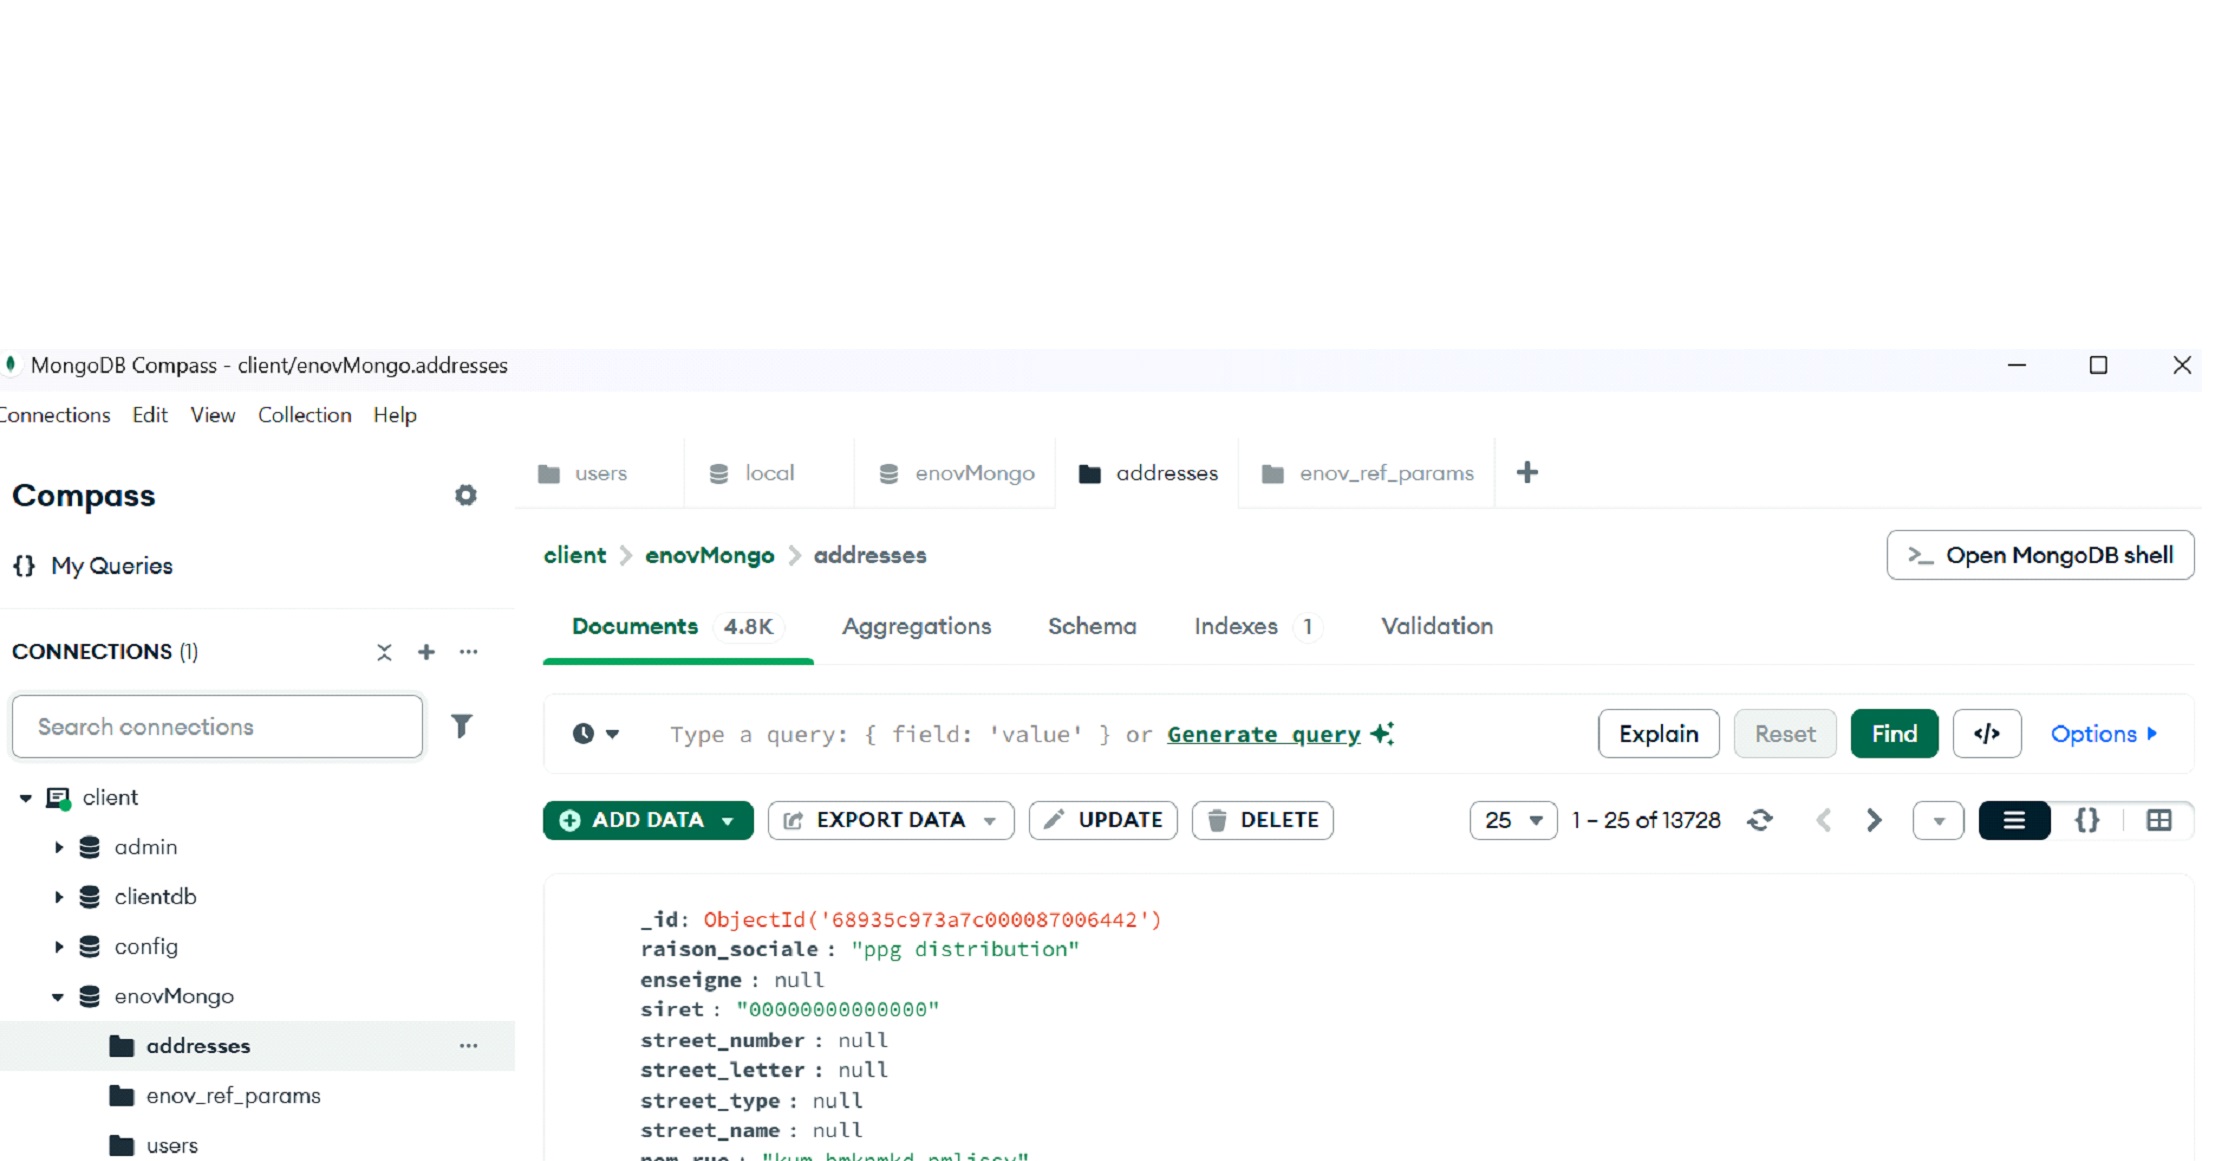 MongoDB Compass - client/enovMongo.addresses
Connections Edit View Collection Help
users local enovMongo addresses enov_ref_params
Compass
client enovMongo addresses
>_ Open MongoDB shell
{} My Queries
Documents 4.8K Aggregations Schema Indexes 1 Validation
CONNECTIONS (1)
Search connections
Type a query: { field: 'value' } or Generate query
Explain Reset Find </> Options
client
ADD DATA EXPORT DATA UPDATE DELETE 25 1 – 25 of 13728 {}
admin
clientdb
config
enovMongo
addresses
enov_ref_params
users
_id: ObjectId('68935c973a7c000087006442')
raison_sociale : "ppg distribution"
enseigne : null
siret : "00000000000000"
street_number : null
street_letter : null
street_type : null
street_name : null